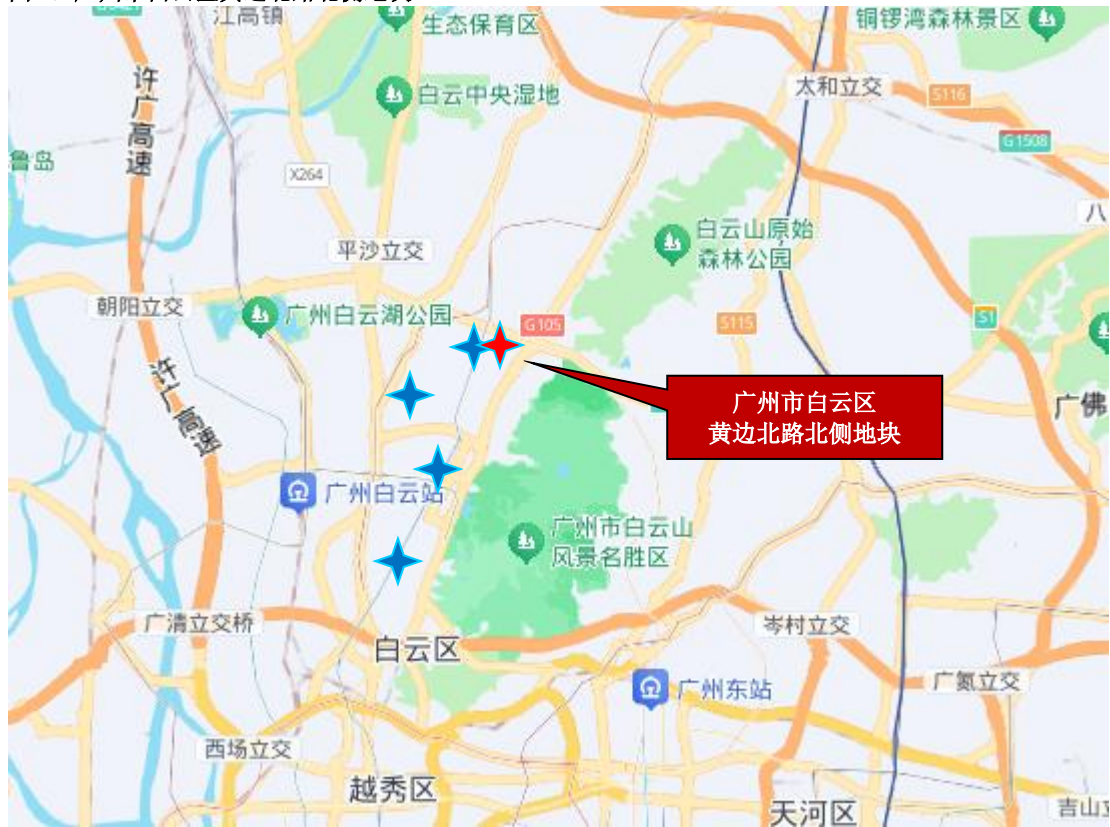 江高镇
生态保育区
铜锣湾森林景区
许广高速
白云中央湿地
太和立交
S116
G1508
鲁岛
X264
八
平沙立交
白云山原始
森林公园
朝阳立交
广州白云湖公园
G105
S115
S1
许广高速
广州市白云区
黄边北路北侧地块
广佛
广州白云站
广州市白云山
风景名胜区
广清立交桥
岑村立交
白云区
广州东站
广氮立交
西场立交
越秀区
天河区
吉山立